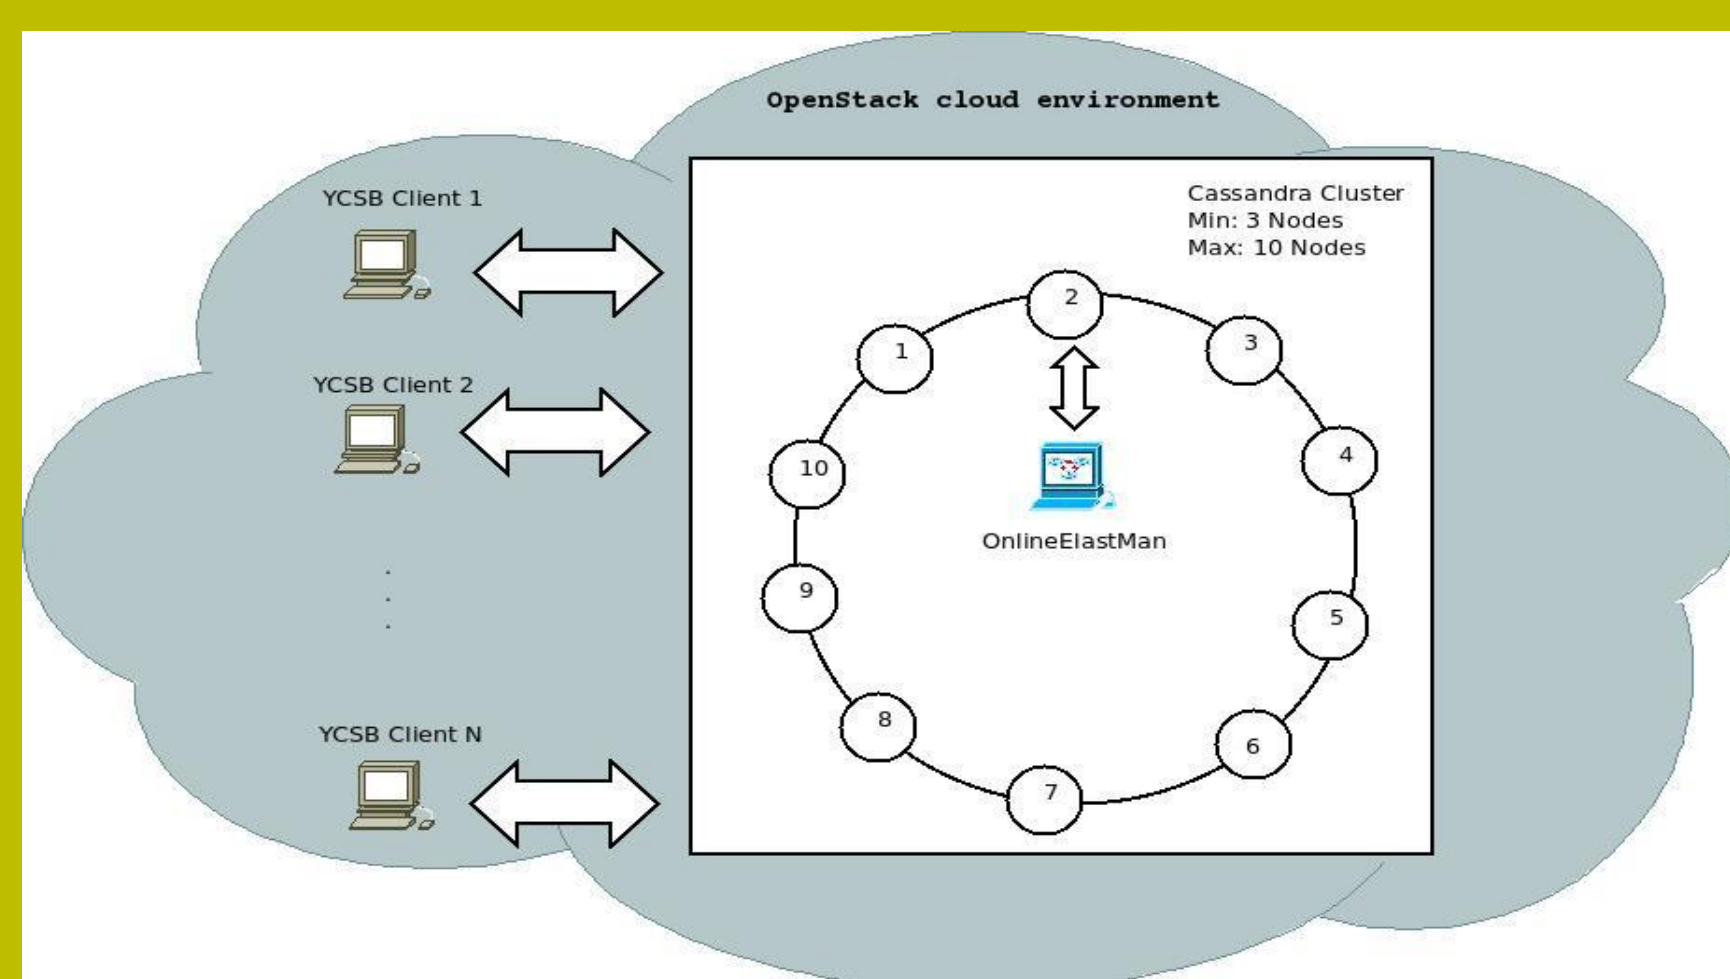 OpenStack cloud environment
YCSB Client 1
Cassandra Cluster
Min: 3 Nodes
Max: 10 Nodes
2
3
1
YCSB Client 2
4
10
OnlineElastMan
.
.
.
9
5
8
YCSB Client N
6
7